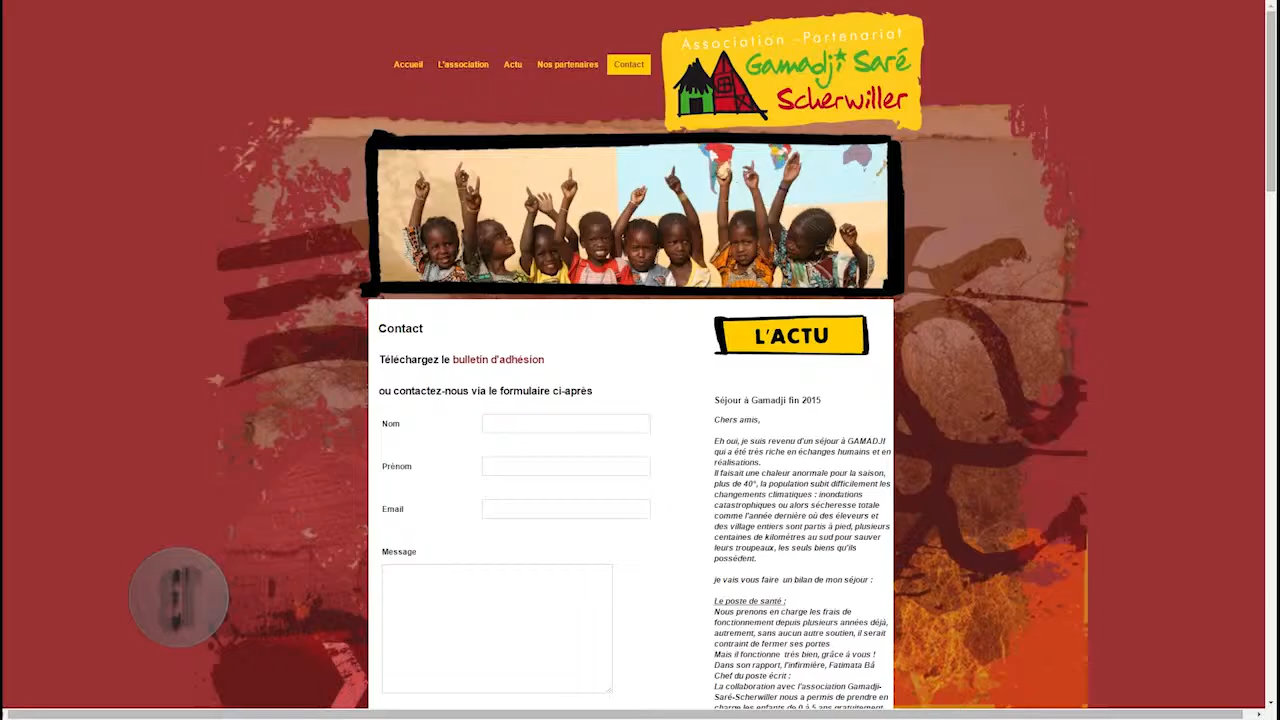 Accueil L'association Actu Nos partenaires Contact
Association - Partenariat
Gamadji Saré
Scherwiller
Contact
Téléchargez le bulletin d'adhésion
ou contactez-nous via le formulaire ci-après
Nom
Prénom
Email
Message
L'ACTU
Séjour à Gamadji fin 2015
Chers amis,
Eh oui, je suis revenu d'un séjour à GAMADJI
qui a été très riche en échanges humains et en
réalisations.
Il faisait une chaleur anormale pour la saison,
plus de 40°, la population subit difficilement les
changements climatiques : inondations
catastrophiques ou alors sécheresse totale
comme l'année dernière où des éleveurs et
des village entiers sont partis à pied, plusieurs
centaines de kilomètres au sud pour sauver
leurs troupeaux, les seuls biens qu'ils
possèdent.
je vais vous faire un bilan de mon séjour :
Le poste de santé :
Nous prenons en charge les frais de
fonctionnement depuis plusieurs années déjà,
autrement, sans aucun autre soutien, il serait
contraint de fermer ses portes
Mais il fonctionne très bien, grâce à vous !
Dans son rapport, l'infirmière, Fatimata Bâ
Chef du poste écrit :
La collaboration avec l'association Gamadji-
Saré-Scherwiller nous a permis de prendre en
charge les enfants de 0 à 5 ans gratuitement